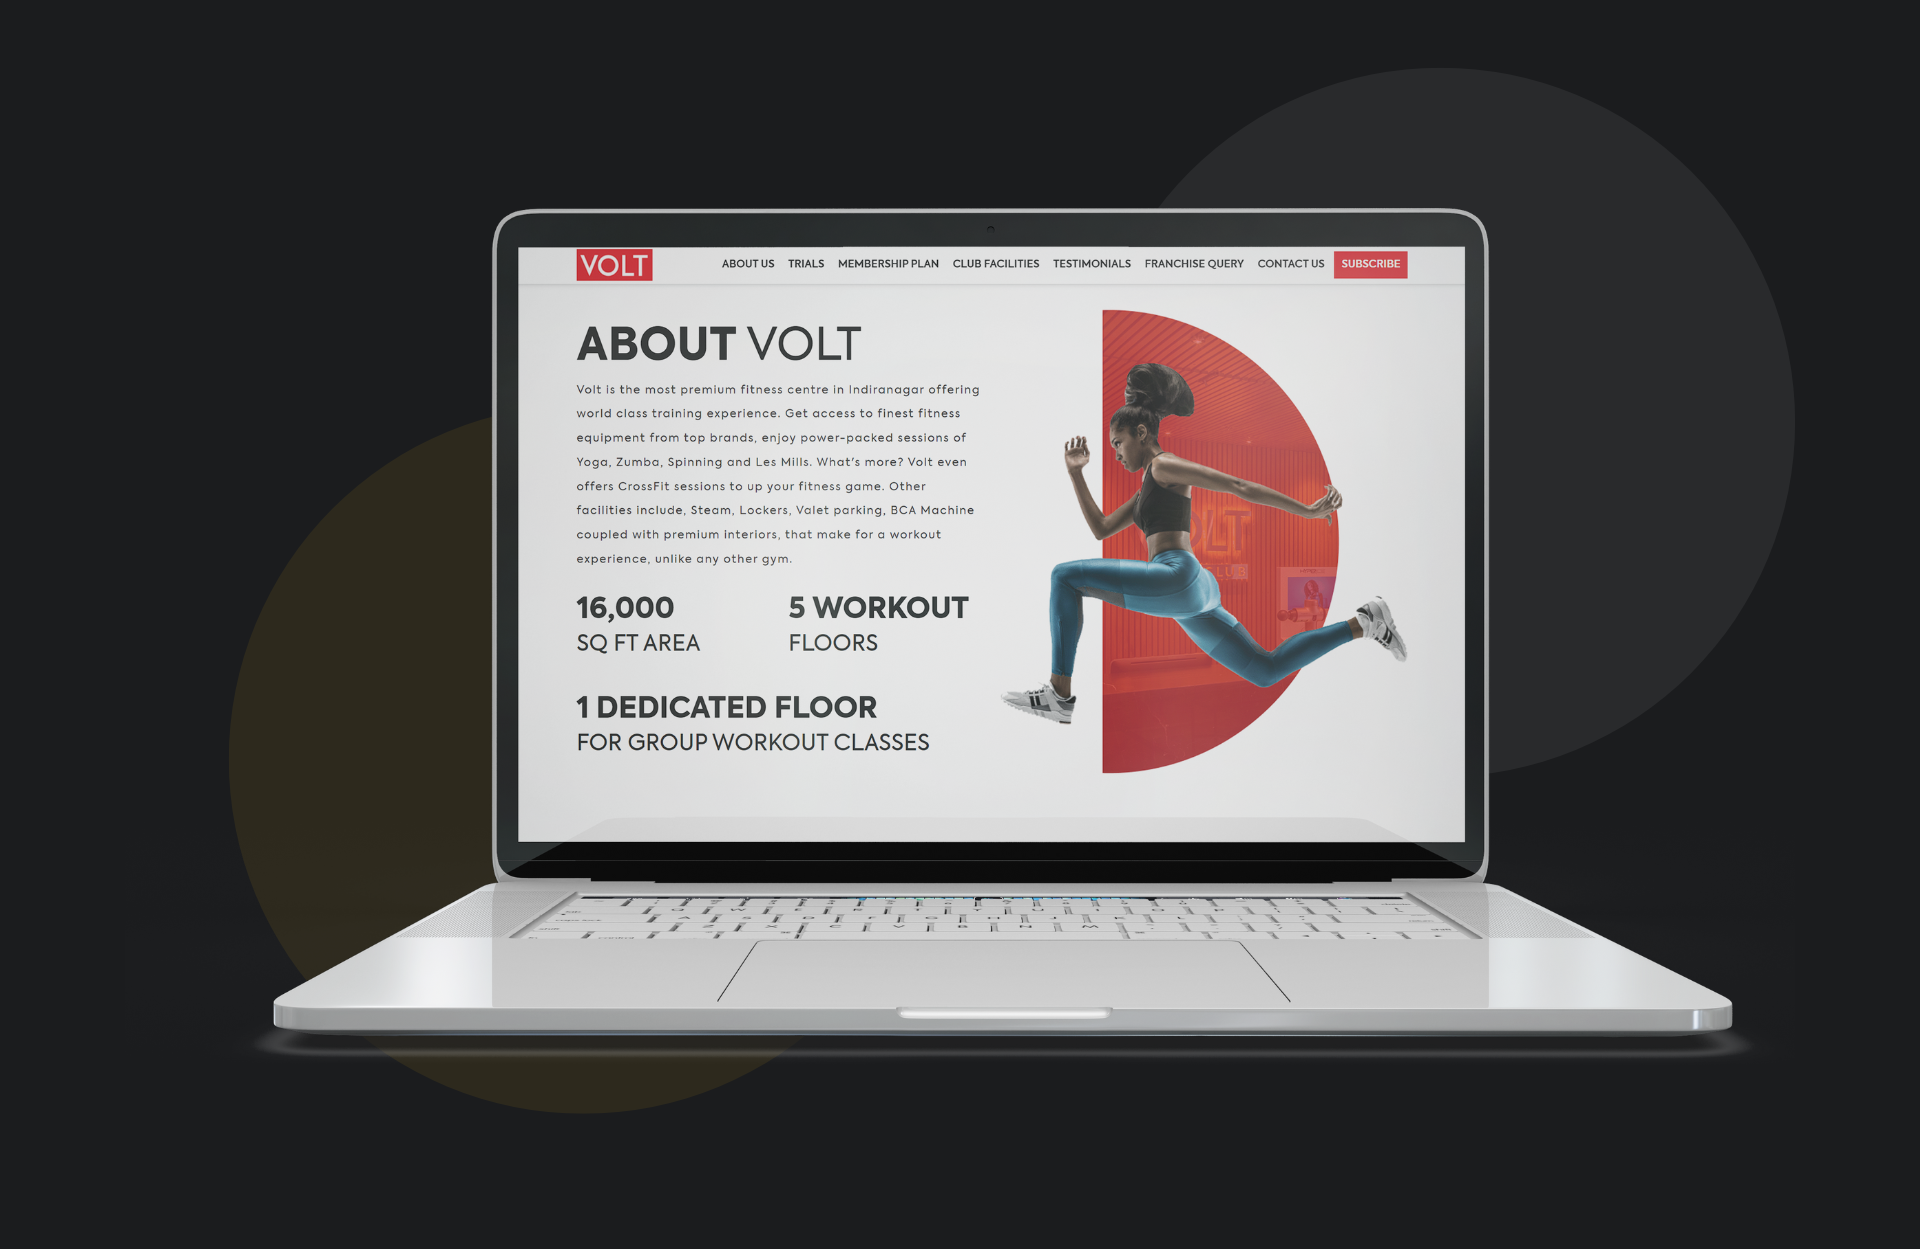 VOLT
ABOUT US TRIALS MEMBERSHIP PLAN CLUB FACILITIES TESTIMONIALS FRANCHISE QUERY CONTACT US SUBSCRIBE
ABOUT VOLT
Volt is the most premium fitness centre in Indiranagar offering
world class training experience. Get access to finest fitness
equipment from top brands, enjoy power-packed sessions of
Yoga, Zumba, Spinning and Les Mills. What's more? Volt even
offers CrossFit sessions to up your fitness game. Other
facilities include, Steam, Lockers, Valet parking, BCA Machine
coupled with premium interiors, that make for a workout
experience, unlike any other gym.
16,000
SQ FT AREA
5 WORKOUT
FLOORS
1 DEDICATED FLOOR
FOR GROUP WORKOUT CLASSES
OLT